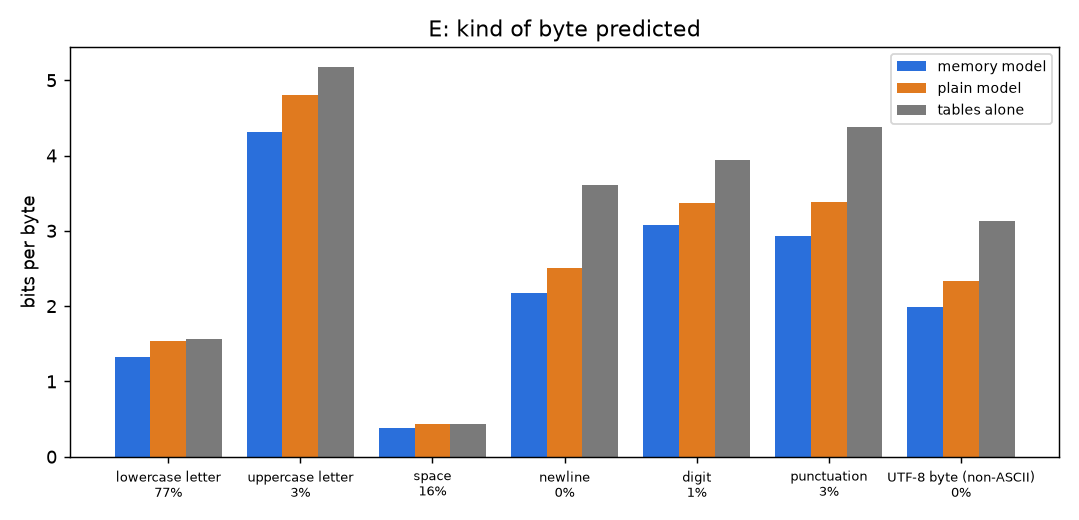 E: kind of byte predicted
memory model
plain model
tables alone
bits per byte
5
4
3
2
1
0
lowercase letter
77%
uppercase letter
3%
space
16%
newline
0%
digit
1%
punctuation
3%
UTF-8 byte (non-ASCII)
0%